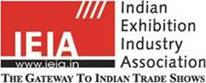 IEIA
www.ieia.in
Indian
Exhibition
Industry
Association
THE GATEWAY TO INDIAN TRADE SHOWS